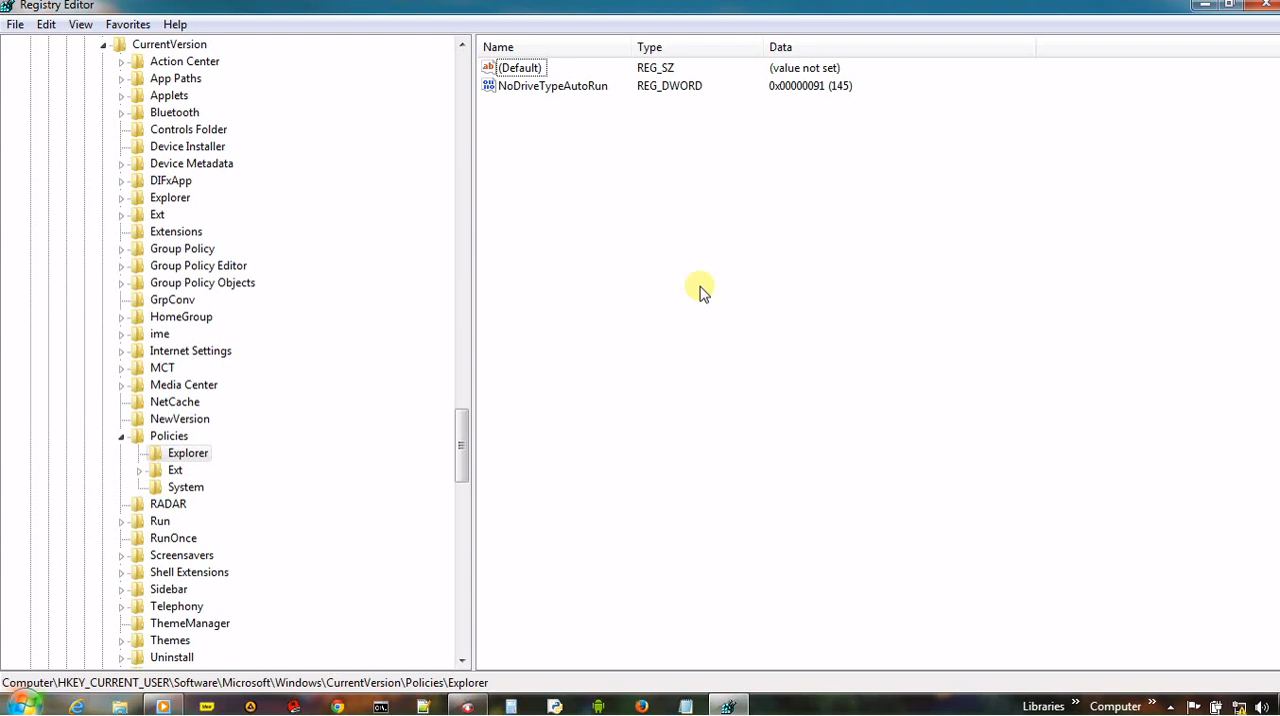 Registry Editor
File Edit View Favorites Help
CurrentVersion
Action Center
App Paths
Applets
Bluetooth
Controls Folder
Device Installer
Device Metadata
DIFxApp
Explorer
Ext
Extensions
Group Policy
Group Policy Editor
Group Policy Objects
GrpConv
HomeGroup
ime
Internet Settings
MCT
Media Center
NetCache
NewVersion
Policies
Explorer
Ext
System
RADAR
Run
RunOnce
Screensavers
Shell Extensions
Sidebar
Telephony
ThemeManager
Themes
Uninstall
Name Type Data
(Default) REG_SZ (value not set)
NoDriveTypeAutoRun REG_DWORD 0x00000091 (145)
Computer\HKEY_CURRENT_USER\Software\Microsoft\Windows\CurrentVersion\Policies\Explorer
Libraries » Computer »